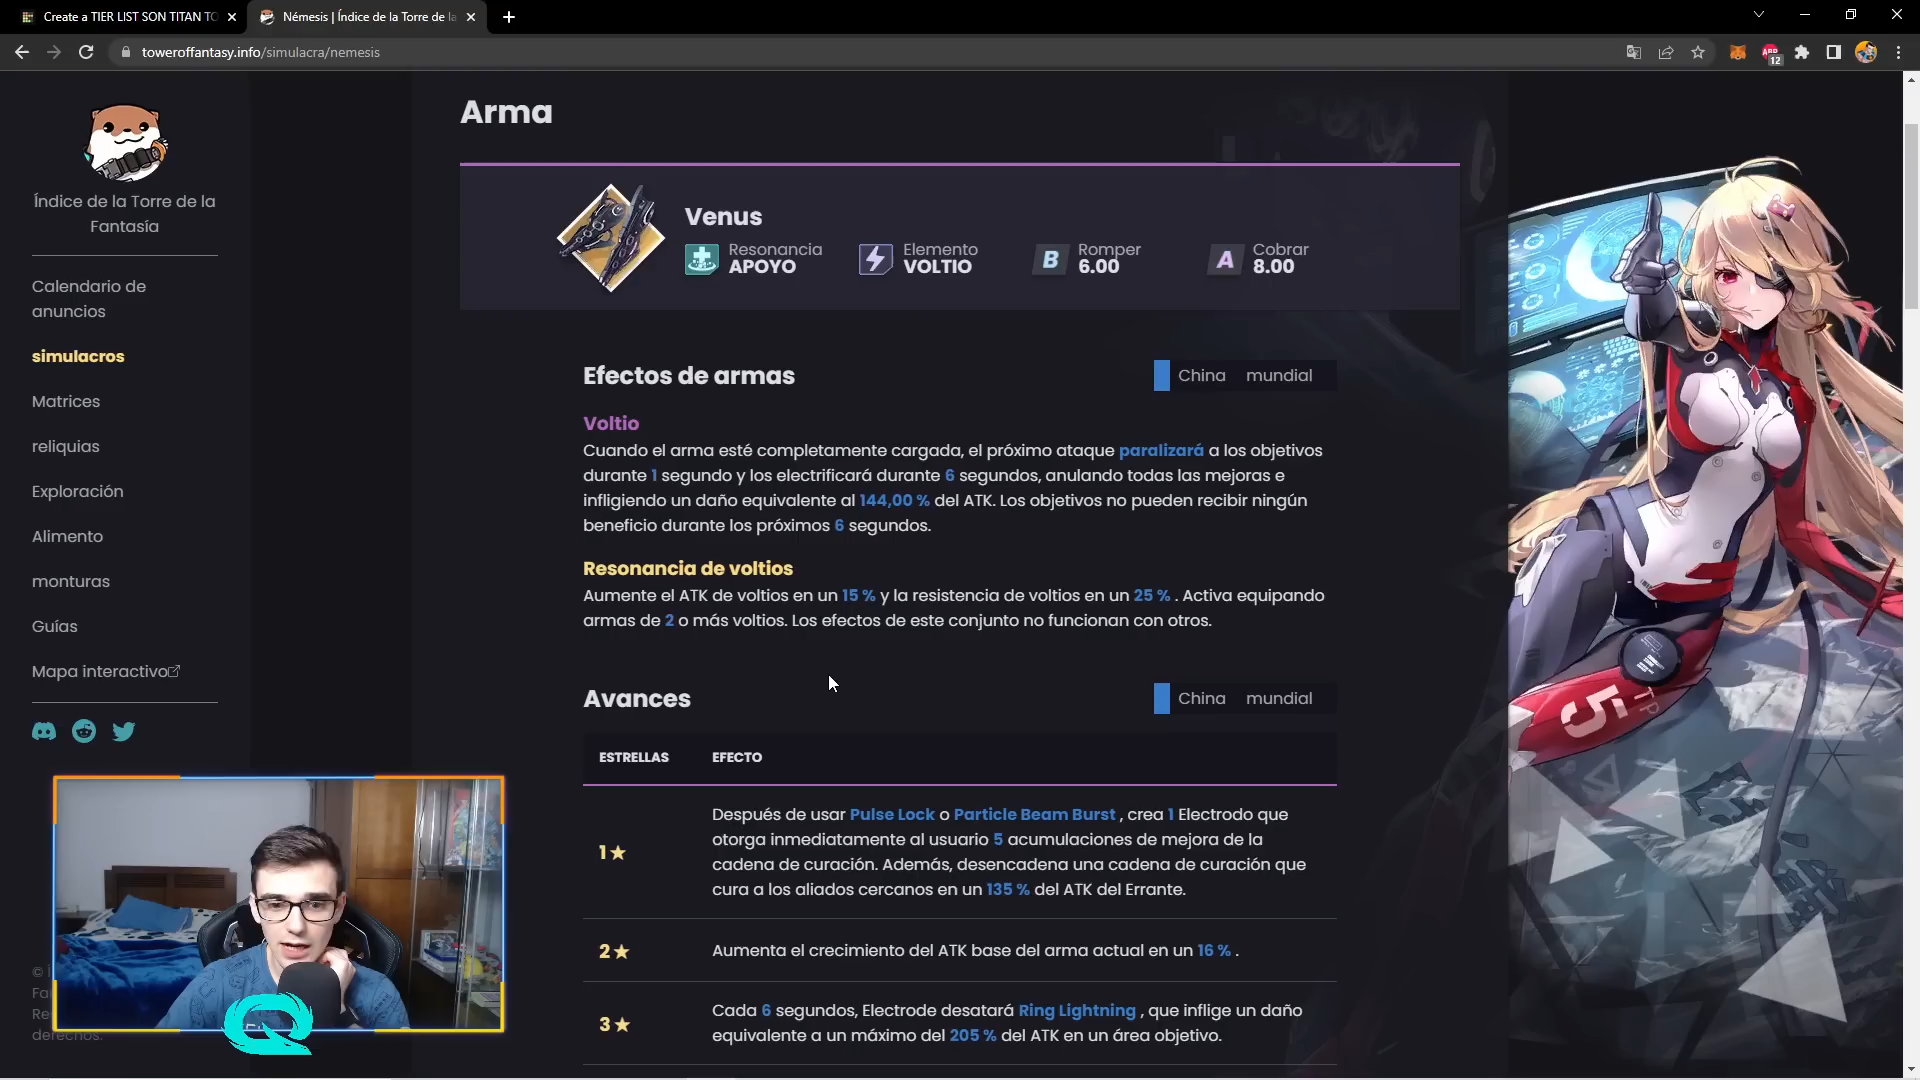 Create a TIER LIST SON TITAN TO
Némesis | Índice de la Torre de la
toweroffantasy.info/simulacra/nemesis
12
Índice de la Torre de la
Fantasía
Calendario de
anuncios
simulacros
Matrices
reliquias
Exploración
Alimento
monturas
Guías
Mapa interactivo
derechos.
Arma
Venus
Resonancia
APOYO
Elemento
VOLTIO
B
Romper
6.00
A
Cobrar
8.00
Efectos de armas
China mundial
Voltio
Cuando el arma esté completamente cargada, el próximo ataque paralizará a los objetivos
durante 1 segundo y los electrificará durante 6 segundos, anulando todas las mejoras e
infligiendo un daño equivalente al 144,00 % del ATK. Los objetivos no pueden recibir ningún
beneficio durante los próximos 6 segundos.
Resonancia de voltios
Aumente el ATK de voltios en un 15 % y la resistencia de voltios en un 25 % . Activa equipando
armas de 2 o más voltios. Los efectos de este conjunto no funcionan con otros.
Avances
China mundial
ESTRELLAS EFECTO
1★
Después de usar Pulse Lock o Particle Beam Burst , crea 1 Electrodo que
otorga inmediatamente al usuario 5 acumulaciones de mejora de la
cadena de curación. Además, desencadena una cadena de curación que
cura a los aliados cercanos en un 135 % del ATK del Errante.
2★
Aumenta el crecimiento del ATK base del arma actual en un 16 % .
3★
Cada 6 segundos, Electrode desatará Ring Lightning , que inflige un daño
equivalente a un máximo del 205 % del ATK en un área objetivo.
5